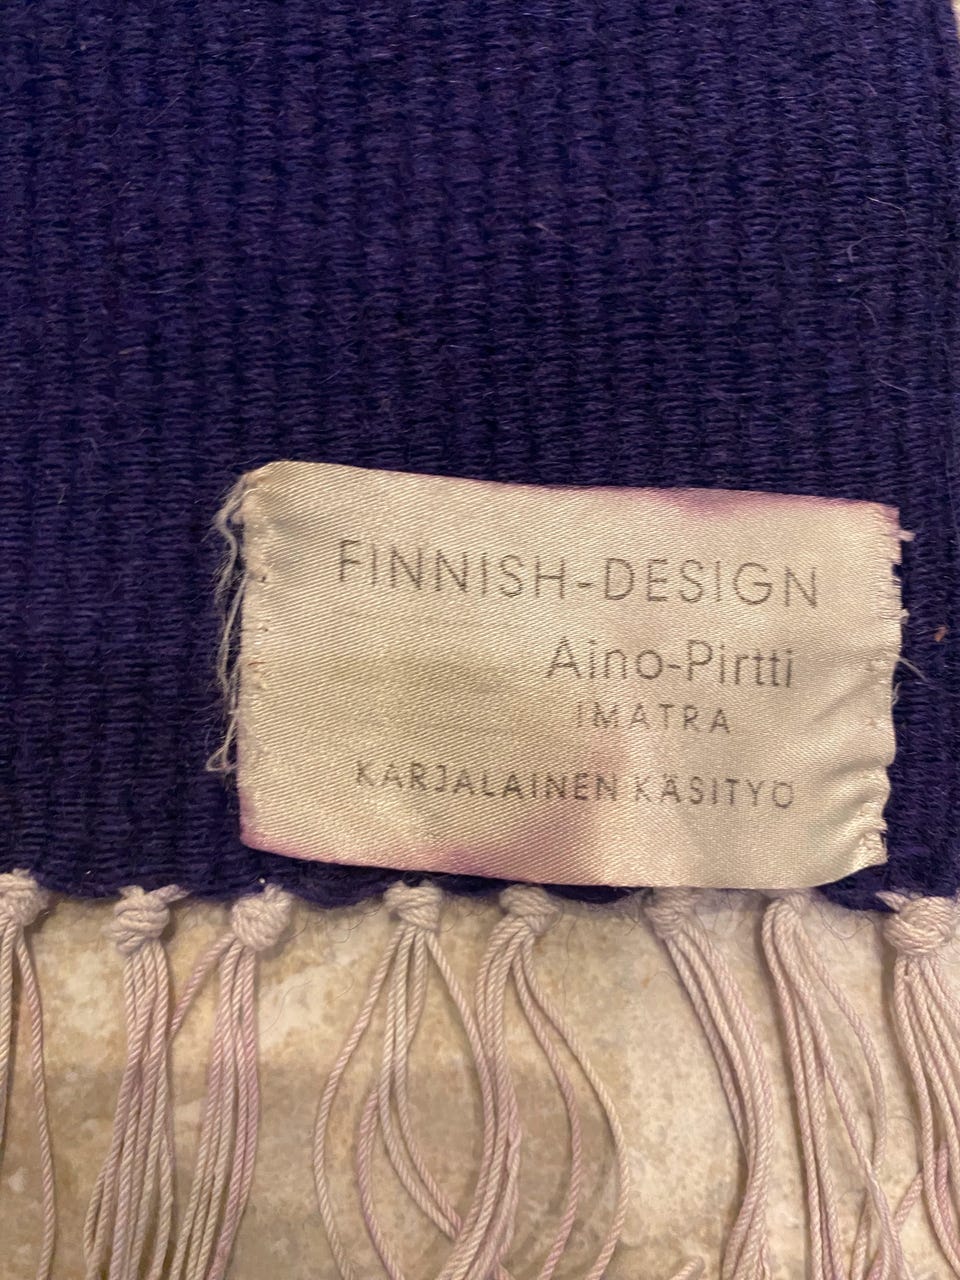 FINNISH-DESIGN
Aino-Pirtti
IMATRA
KARJALAINEN KÄSITYÖ